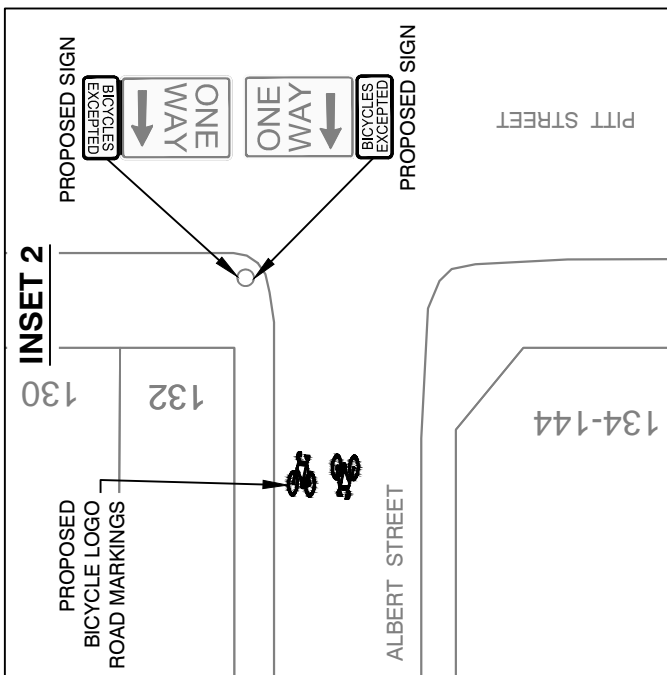 INSET 2
PROPOSED SIGN
BICYCLES
EXCEPTED
ONE
WAY
ONE
WAY
BICYCLES
EXCEPTED
PROPOSED SIGN
PITT STREET
130
132
134-144
PROPOSED
BICYCLE LOGO
ROAD MARKINGS
ALBERT STREET